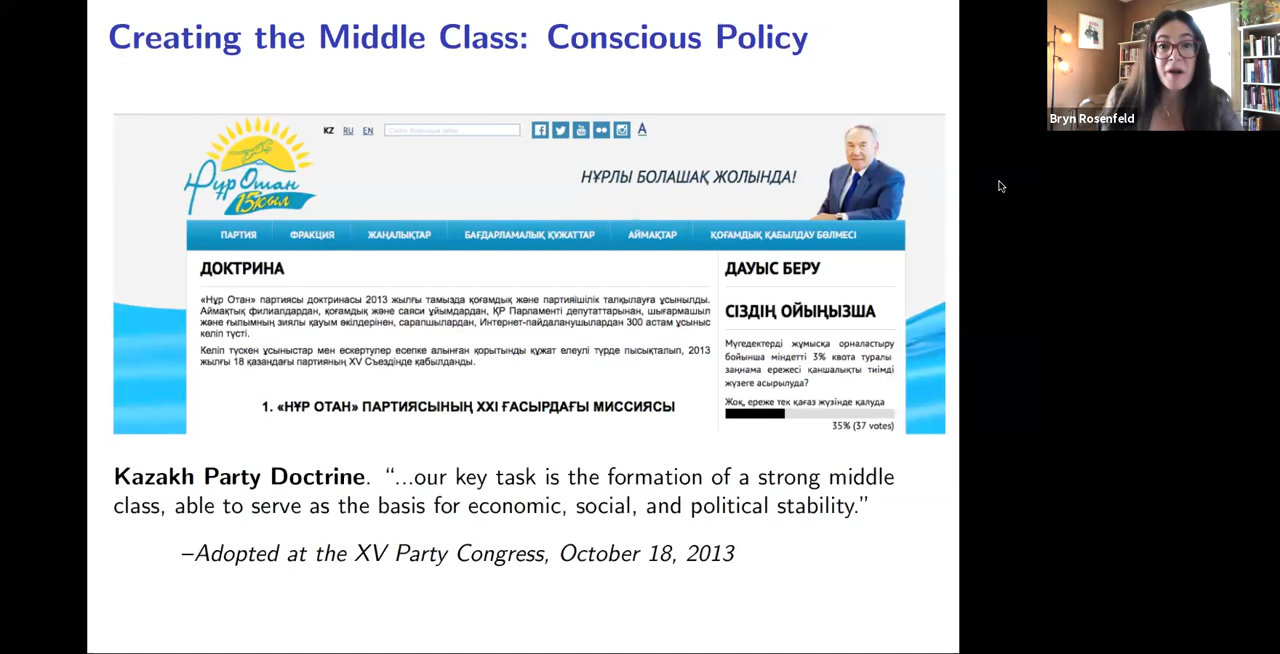 Creating the Middle Class: Conscious Policy
Bryn Rosenfeld
KZ RU EN Сайт бойынша іздеу A
Нұр Отан
15 жыл
НҰРЛЫ БОЛАШАҚ ЖОЛЫНДА!
ПАРТИЯ ФРАКЦИЯ ЖАҢАЛЫҚТАР БАҒДАРЛАМАЛЫҚ ҚҰЖАТТАР АЙМАҚТАР ҚОҒАМДЫҚ ҚАБЫЛДАУ БӨЛМЕСІ
ДОКТРИНА
«Нұр Отан» партиясы доктринасы 2013 жылғы тамызда қоғамдық және партияішілік талқылауға ұсынылды.
Аймақтық филиалдардан, қоғамдық және саяси ұйымдардан, ҚР Парламенті депутаттарынан, шығармашыл
және ғылымның зиялы қауым өкілдерінен, сарапшылардан, Интернет-пайдаланушылардан 300 астам ұсыныс
келіп түсті.
Келіп түскен ұсыныстар мен ескертулер есепке алынған қорытынды құжат елеулі түрде пысықталып, 2013
жылғы 18 қазандағы партияның XV Съезінде қабылданды.
1. «НҰР ОТАН» ПАРТИЯСЫНЫҢ XXI ҒАСЫРДАҒЫ МИССИЯСЫ
ДАУЫС БЕРУ
СІЗДІҢ ОЙЫҢЫЗША
Мүгедектерді жұмысқа орналастыру
бойынша міндетті 3% квота туралы
заңнама ережесі қаншалықты тиімді
жүзеге асырылуда?
Жоқ, ереже тек қағаз жүзінде қалуда
35% (37 votes)
Kazakh Party Doctrine. “...our key task is the formation of a strong middle
class, able to serve as the basis for economic, social, and political stability.”
–Adopted at the XV Party Congress, October 18, 2013